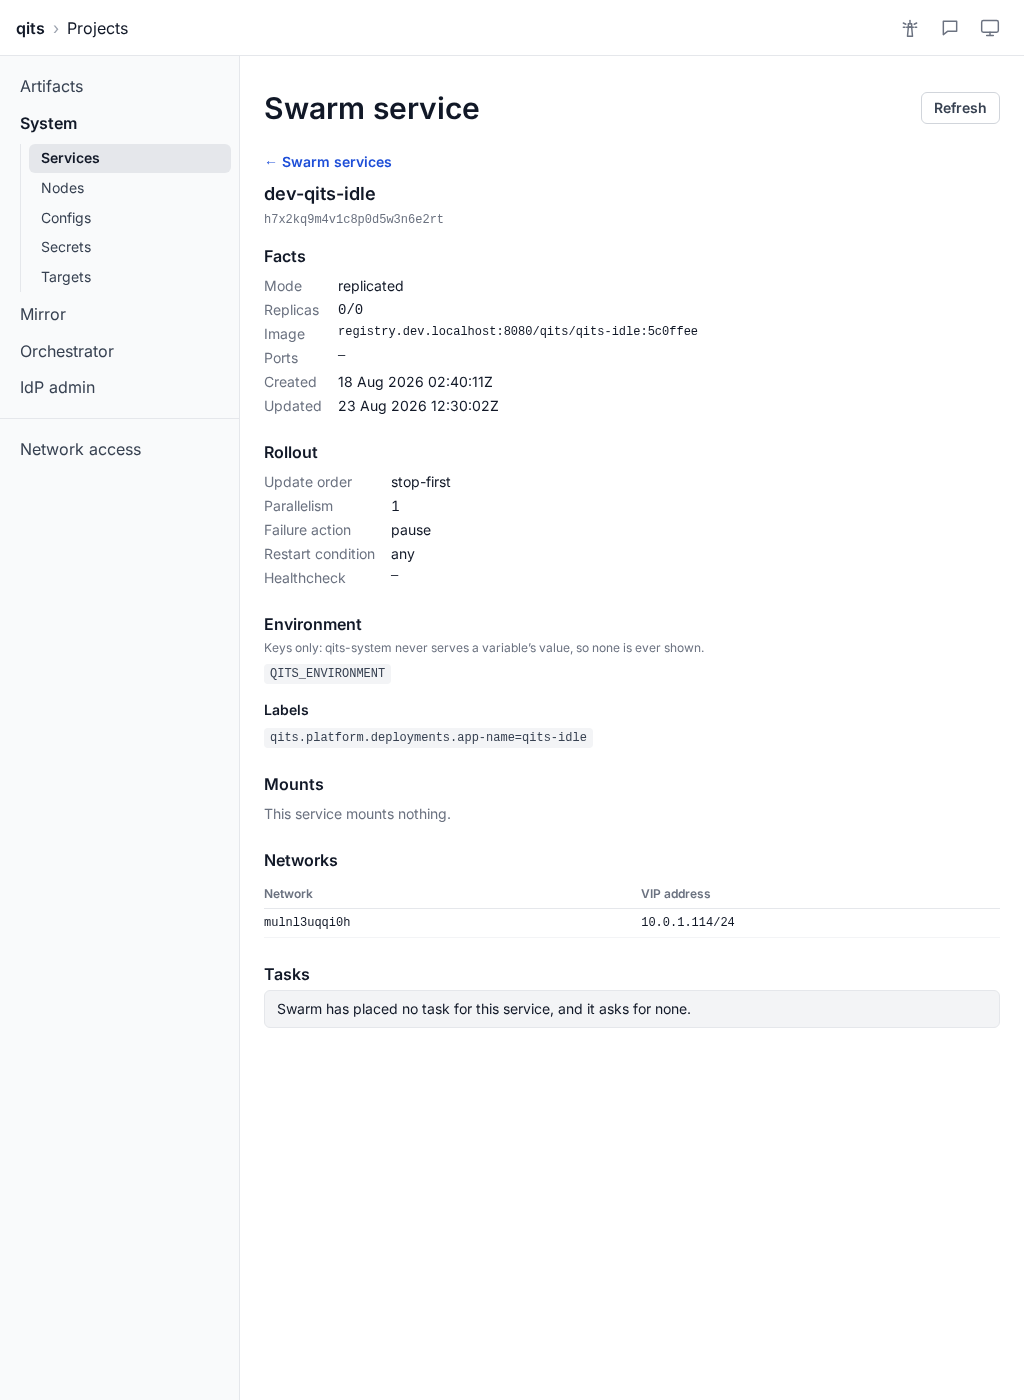 qits › Projects
Artifacts
System
Services
Nodes
Configs
Secrets
Targets
Mirror
Orchestrator
IdP admin
Network access
Swarm service
Refresh
← Swarm services
dev-qits-idle
h7x2kq9m4v1c8p0d5w3n6e2rt
Facts
Mode replicated
Replicas 0/0
Image registry.dev.localhost:8080/qits/qits-idle:5c0ffee
Ports —
Created 18 Aug 2026 02:40:11Z
Updated 23 Aug 2026 12:30:02Z
Rollout
Update order stop-first
Parallelism 1
Failure action pause
Restart condition any
Healthcheck —
Environment
Keys only: qits-system never serves a variable’s value, so none is ever shown.
QITS_ENVIRONMENT
Labels
qits.platform.deployments.app-name=qits-idle
Mounts
This service mounts nothing.
Networks
Network VIP address
mulnl3uqqi0h 10.0.1.114/24
Tasks
Swarm has placed no task for this service, and it asks for none.